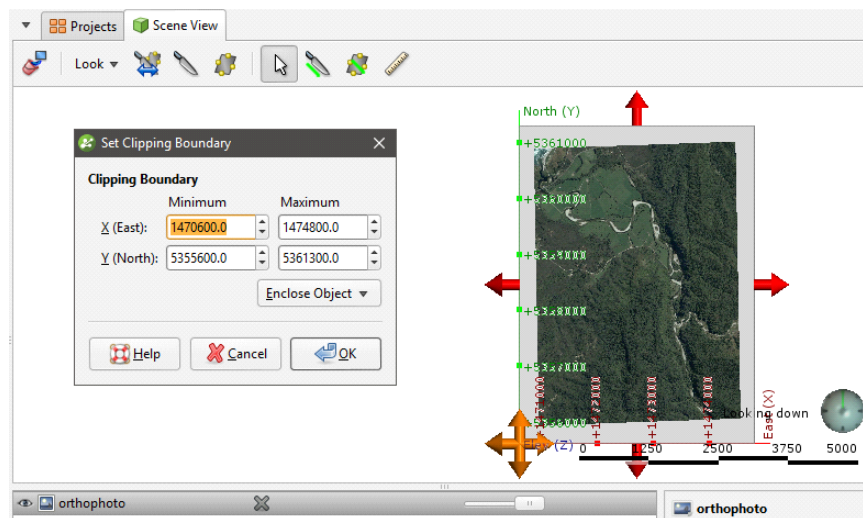 Projects
Scene View
Look
Set Clipping Boundary
Clipping Boundary
Minimum Maximum
X (East): 1470600.0 1474800.0
Y (North): 5355600.0 5361300.0
Enclose Object
Help Cancel OK
North (Y)
+5361000
East (X)
Looking down
(Z)
0 1250 2500 3750 5000
orthophoto
orthophoto